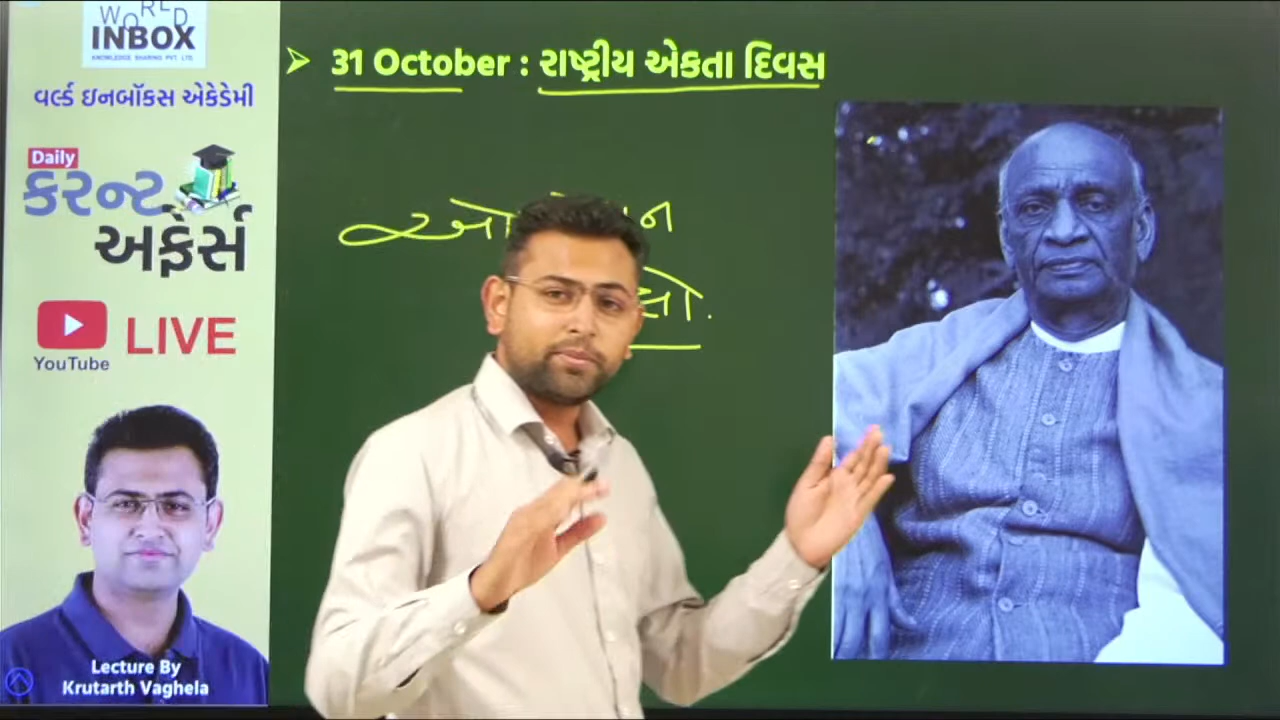 WORLD
INBOX
KNOWLEDGE SHARING PVT. LTD.
વર્લ્ડ ઇનબૉક્સ એકેડેમી
Daily
કરન્ટ
અફેર્સ
YouTube LIVE
Lecture By
Krutarth Vaghela
➤ 31 October : રાષ્ટ્રીય એકતા દિવસ